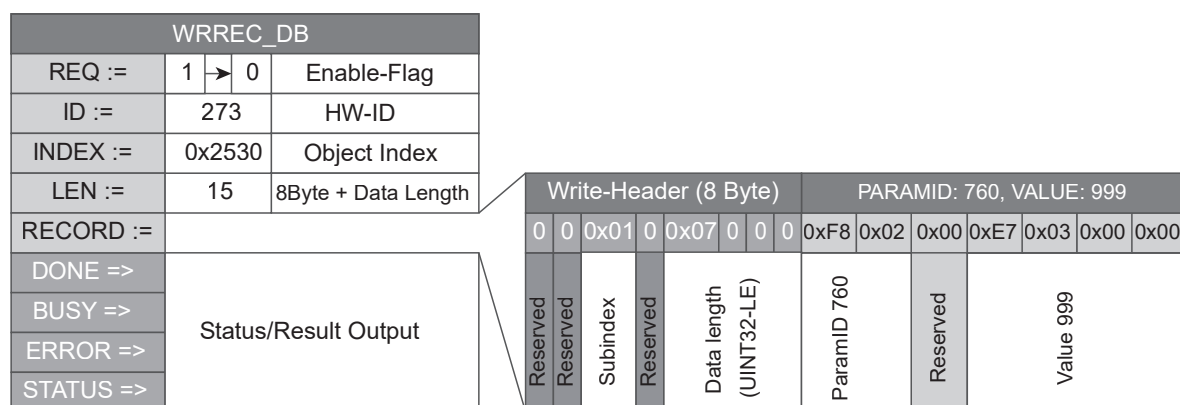 WRREC_DB
REQ := 1 0 Enable-Flag
ID := 273 HW-ID
INDEX := 0x2530 Object Index
LEN := 15 8Byte + Data Length
RECORD :=
DONE =>
BUSY =>
ERROR =>
STATUS =>
Status/Result Output
Write-Header (8 Byte) PARAMID: 760, VALUE: 999
0 0 0x01 0 0x07 0 0 0 0xF8 0x02 0x00 0xE7 0x03 0x00 0x00
Reserved
Reserved
Subindex
Reserved
Data length
(UINT32-LE)
ParamID 760
Reserved
Value 999